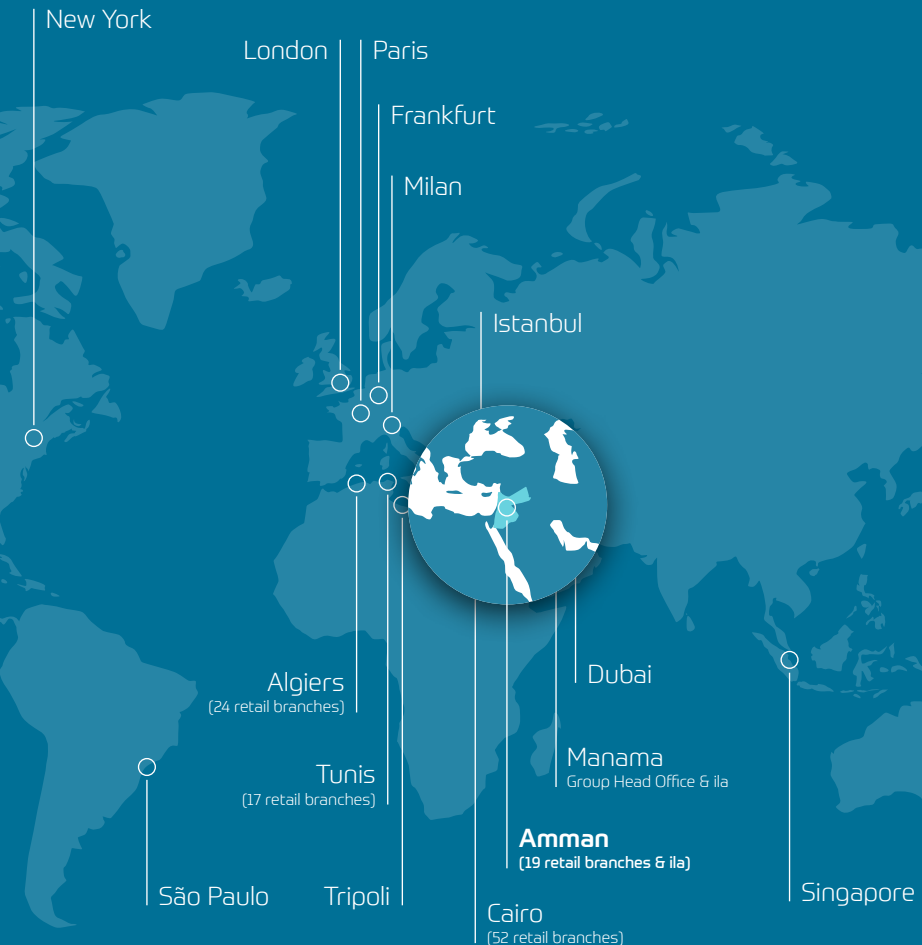 New York
London
Paris
Frankfurt
Milan
Istanbul
Algiers
(24 retail branches)
Dubai
Tunis
(17 retail branches)
Manama
Group Head Office & ila
Amman
(19 retail branches & ila)
São Paulo
Tripoli
Singapore
Cairo
(52 retail branches)